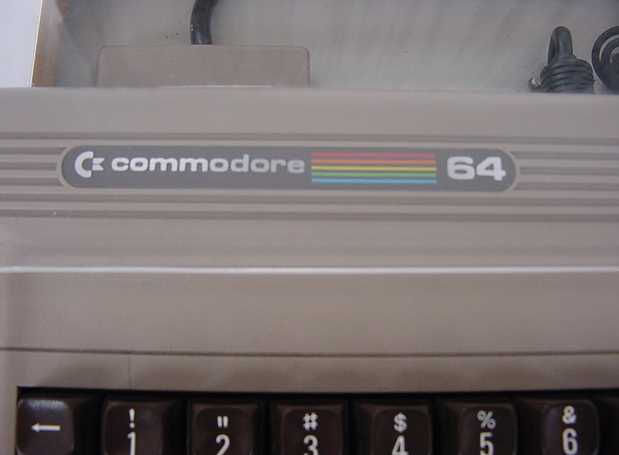 commodore 64
← ! " # $ % &
1 2 3 4 5 6